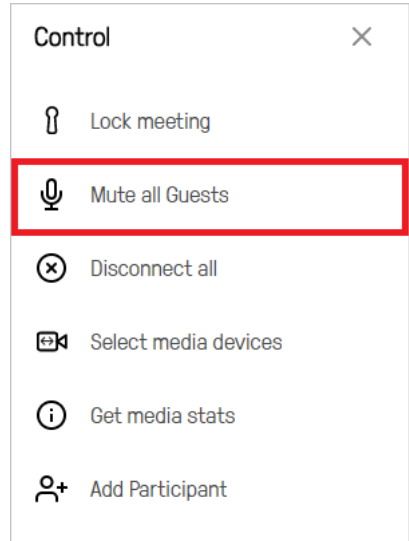 Control
Lock meeting
Mute all Guests
Disconnect all
Select media devices
Get media stats
Add Participant